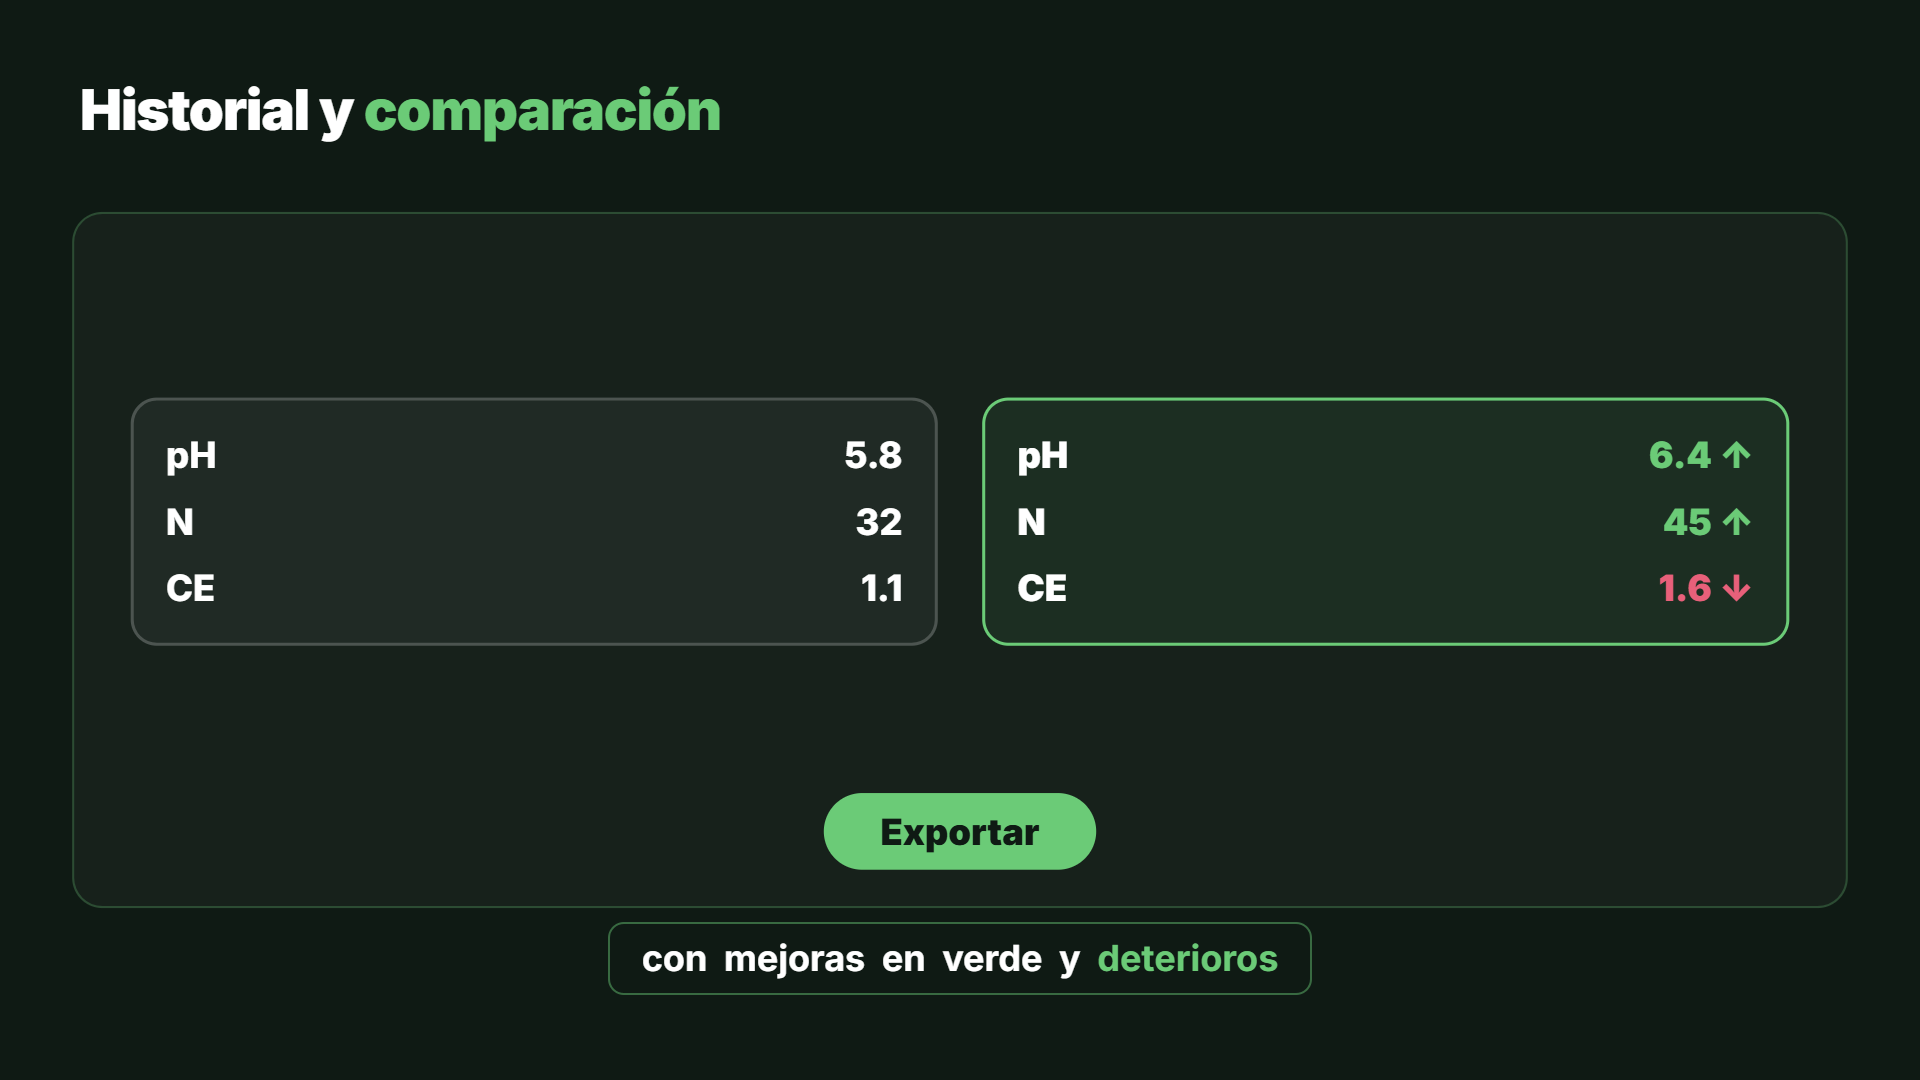 Historial y comparación
pH 5.8
N 32
CE 1.1
pH 6.4 ↑
N 45 ↑
CE 1.6 ↓
Exportar
con mejoras en verde y deterioros